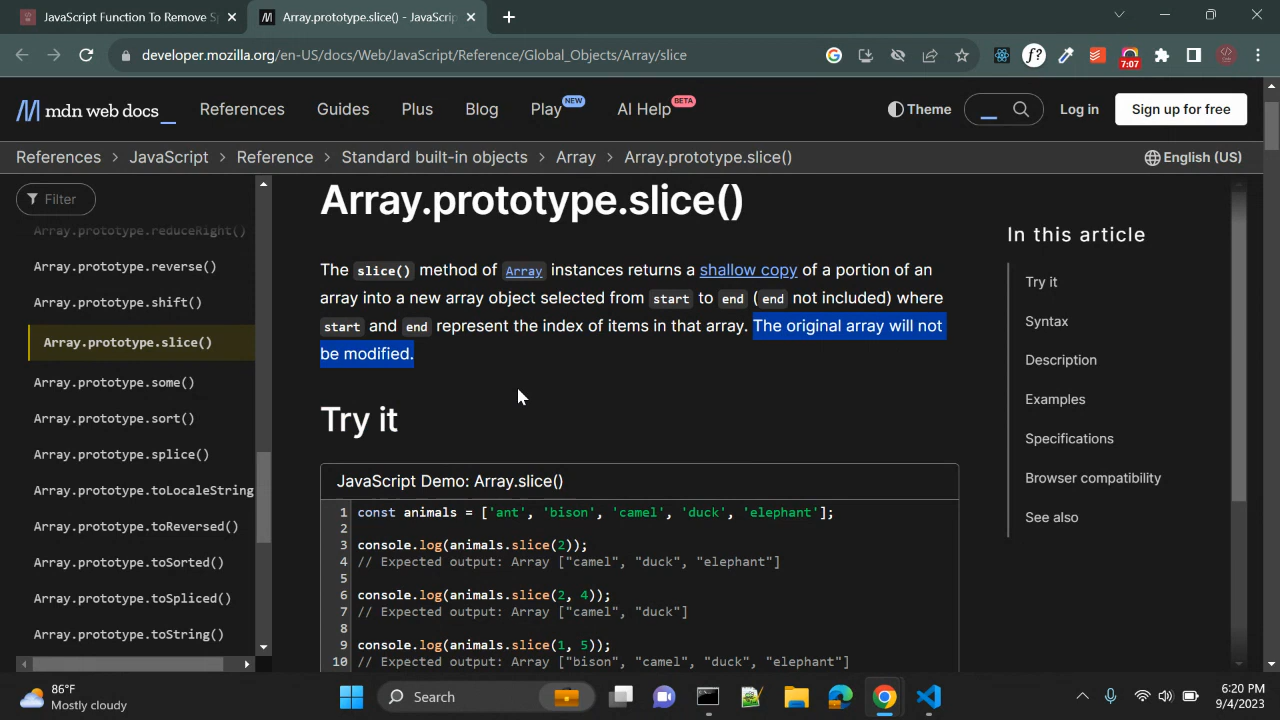 JavaScript Function To Remove S
Array.prototype.slice() - JavaScrip
developer.mozilla.org/en-US/docs/Web/JavaScript/Reference/Global_Objects/Array/slice
f?
7:07
mdn web docs
References
Guides
Plus
Blog
Play NEW
AI Help BETA
Theme
Log in
Sign up for free
References > JavaScript > Reference > Standard built-in objects > Array > Array.prototype.slice()
English (US)
Filter
Array.prototype.reduceRight()
Array.prototype.reverse()
Array.prototype.shift()
Array.prototype.slice()
Array.prototype.some()
Array.prototype.sort()
Array.prototype.splice()
Array.prototype.toLocaleString
Array.prototype.toReversed()
Array.prototype.toSorted()
Array.prototype.toSpliced()
Array.prototype.toString()
Array.prototype.slice()
The slice() method of Array instances returns a shallow copy of a portion of an
array into a new array object selected from start to end (end not included) where
start and end represent the index of items in that array. The original array will not
be modified.
Try it
JavaScript Demo: Array.slice()
1 const animals = ['ant', 'bison', 'camel', 'duck', 'elephant'];
2
3 console.log(animals.slice(2));
4 // Expected output: Array ["camel", "duck", "elephant"]
5
6 console.log(animals.slice(2, 4));
7 // Expected output: Array ["camel", "duck"]
8
9 console.log(animals.slice(1, 5));
10 // Expected output: Array ["bison", "camel", "duck", "elephant"]
In this article
Try it
Syntax
Description
Examples
Specifications
Browser compatibility
See also
86°F
Mostly cloudy
Search
6:20 PM
9/4/2023